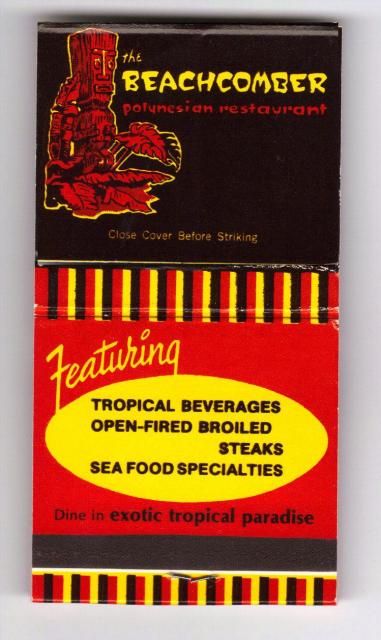 the
BEACHCOMBER
polynesian restaurant
Close Cover Before Striking
Featuring
TROPICAL BEVERAGES
OPEN-FIRED BROILED
STEAKS
SEA FOOD SPECIALTIES
Dine in exotic tropical paradise